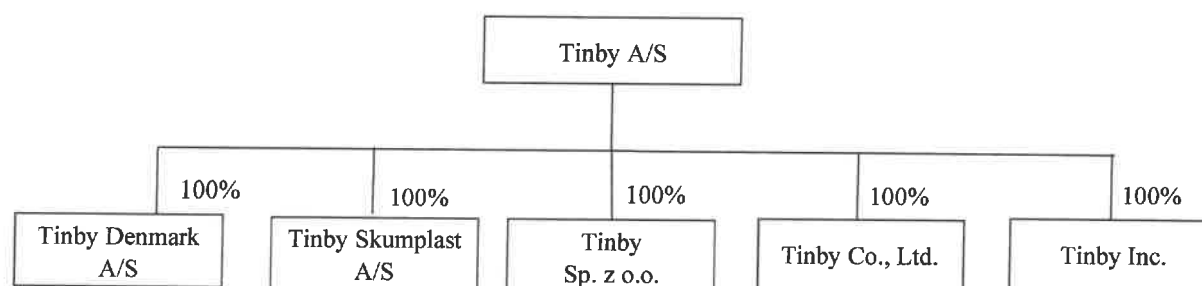 Tinby A/S
100%
100%
100%
100%
100%
Tinby Denmark
A/S
Tinby Skumplast
A/S
Tinby
Sp. z o.o.
Tinby Co., Ltd.
Tinby Inc.